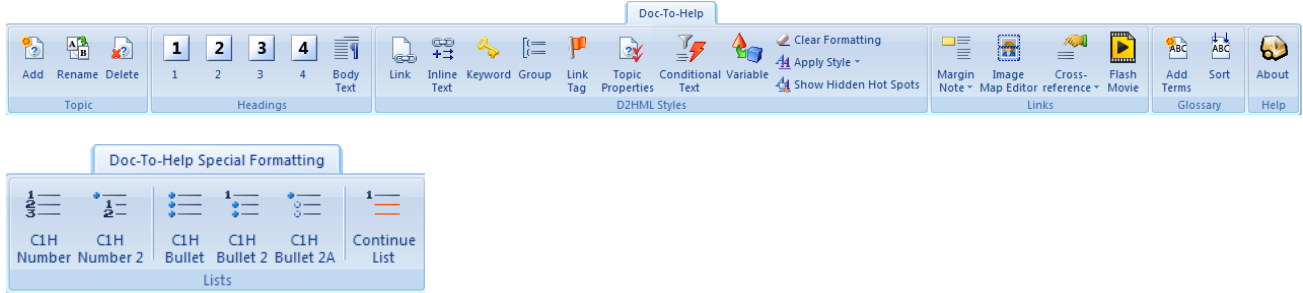 Doc-To-Help
1 2 3 4
Add Rename Delete 1 2 3 4 Body Text Link Inline Text Keyword Group Link Tag Topic Properties Conditional Text Variable
Clear Formatting
Apply Style
Show Hidden Hot Spots
Margin Note Image Map Editor Cross-reference Flash Movie Add Terms Sort About
Topic Headings D2HML Styles Links Glossary Help
Doc-To-Help Special Formatting
C1H Number C1H Number 2 C1H Bullet C1H Bullet 2 C1H Bullet 2A Continue List
Lists